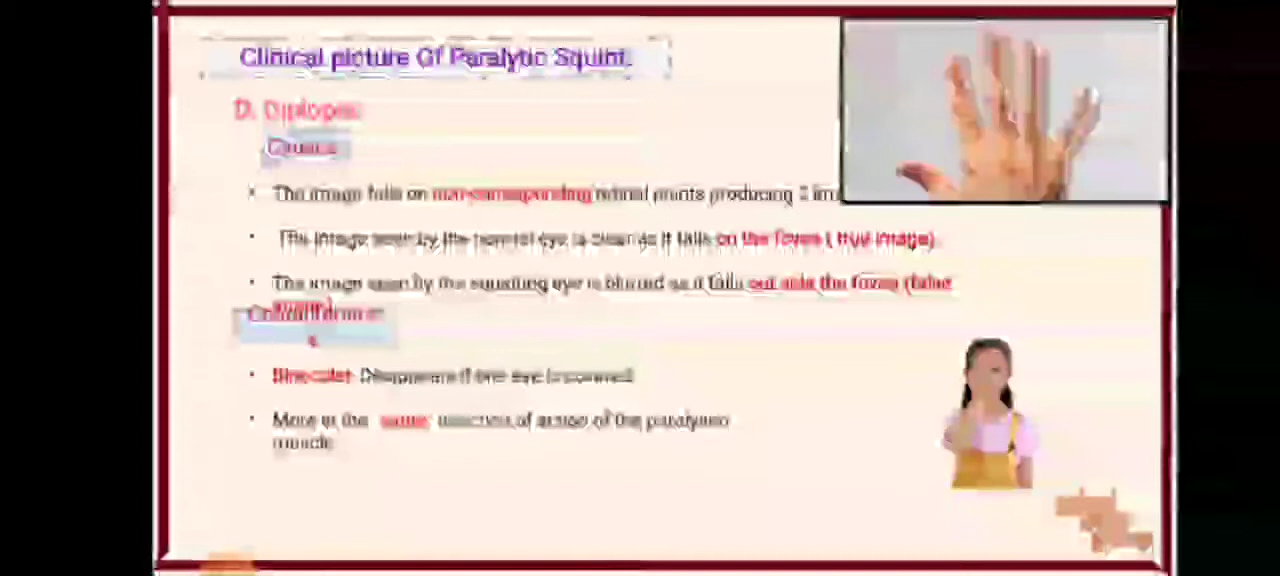 Clinical picture Of Paralytic Squint.
D. Diplopia:
Causes
• The image falls on non-corresponding retinal points producing 2
• The image seen by the normal eye is clear as it falls on the fovea ( true image).
• The image seen by the squinting eye is blurred as it falls out side the fovea (false
• Binocular: Disappears if one eye is covered
• More in the same direction of action of the paralysed
muscle